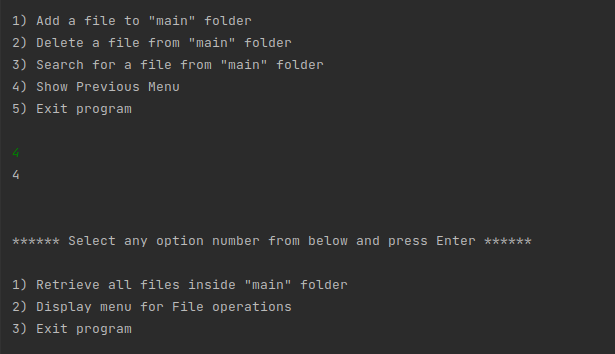 1) Add a file to "main" folder
2) Delete a file from "main" folder
3) Search for a file from "main" folder
4) Show Previous Menu
5) Exit program
4
4
****** Select any option number from below and press Enter ******
1) Retrieve all files inside "main" folder
2) Display menu for File operations
3) Exit program